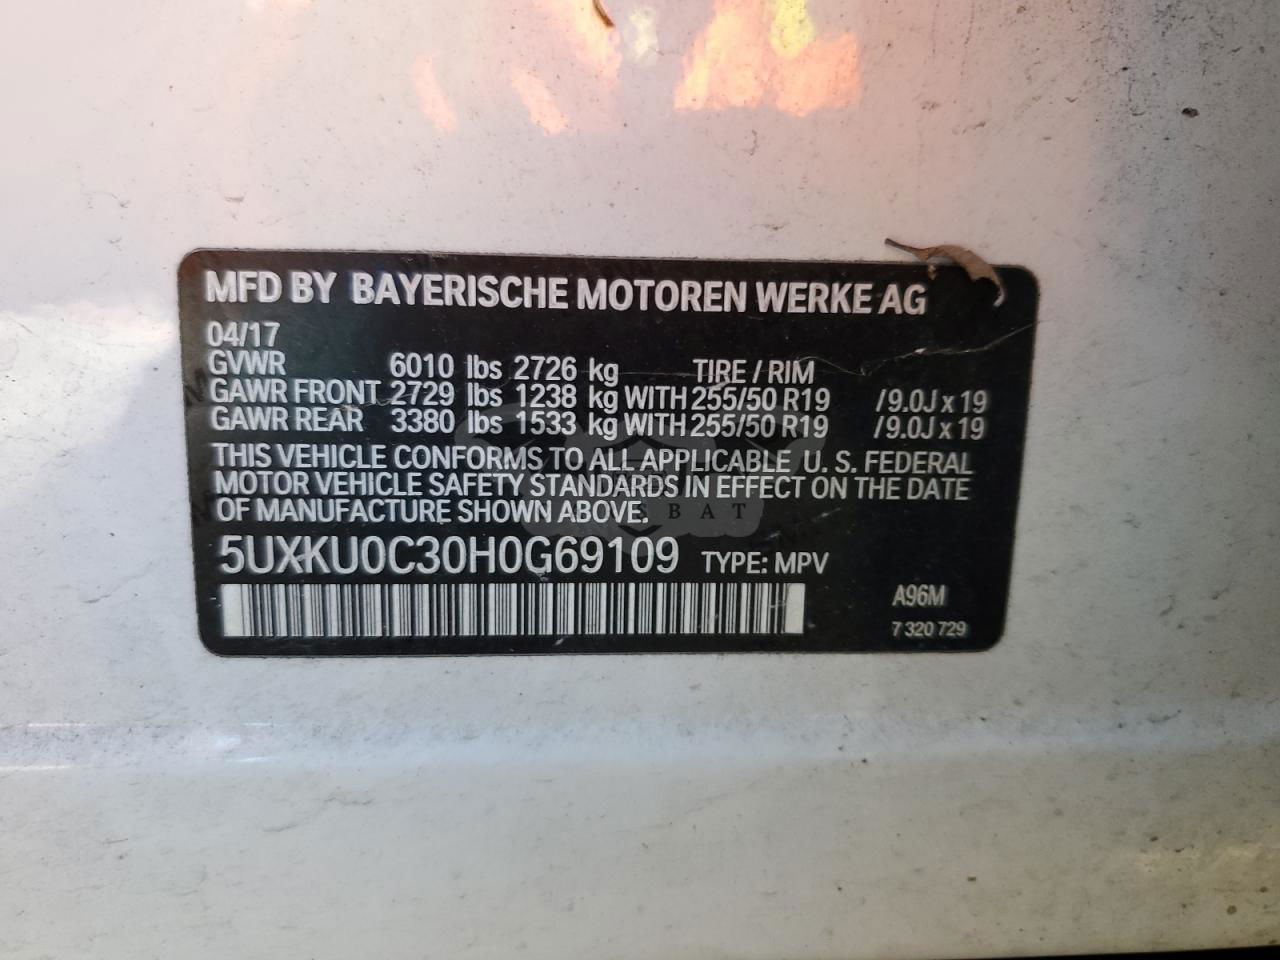 MFD BY BAYERISCHE MOTOREN WERKE AG
04/17
GVWR 6010 lbs 2726 kg TIRE / RIM
GAWR FRONT 2729 lbs 1238 kg WITH 255/50 R19 /9.0J x 19
GAWR REAR 3380 lbs 1533 kg WITH 255/50 R19 /9.0J x 19
THIS VEHICLE CONFORMS TO ALL APPLICABLE U. S. FEDERAL
MOTOR VEHICLE SAFETY STANDARDS IN EFFECT ON THE DATE
OF MANUFACTURE SHOWN ABOVE.
5UXKU0C30H0G69109 TYPE: MPV
A96M
7 320 729